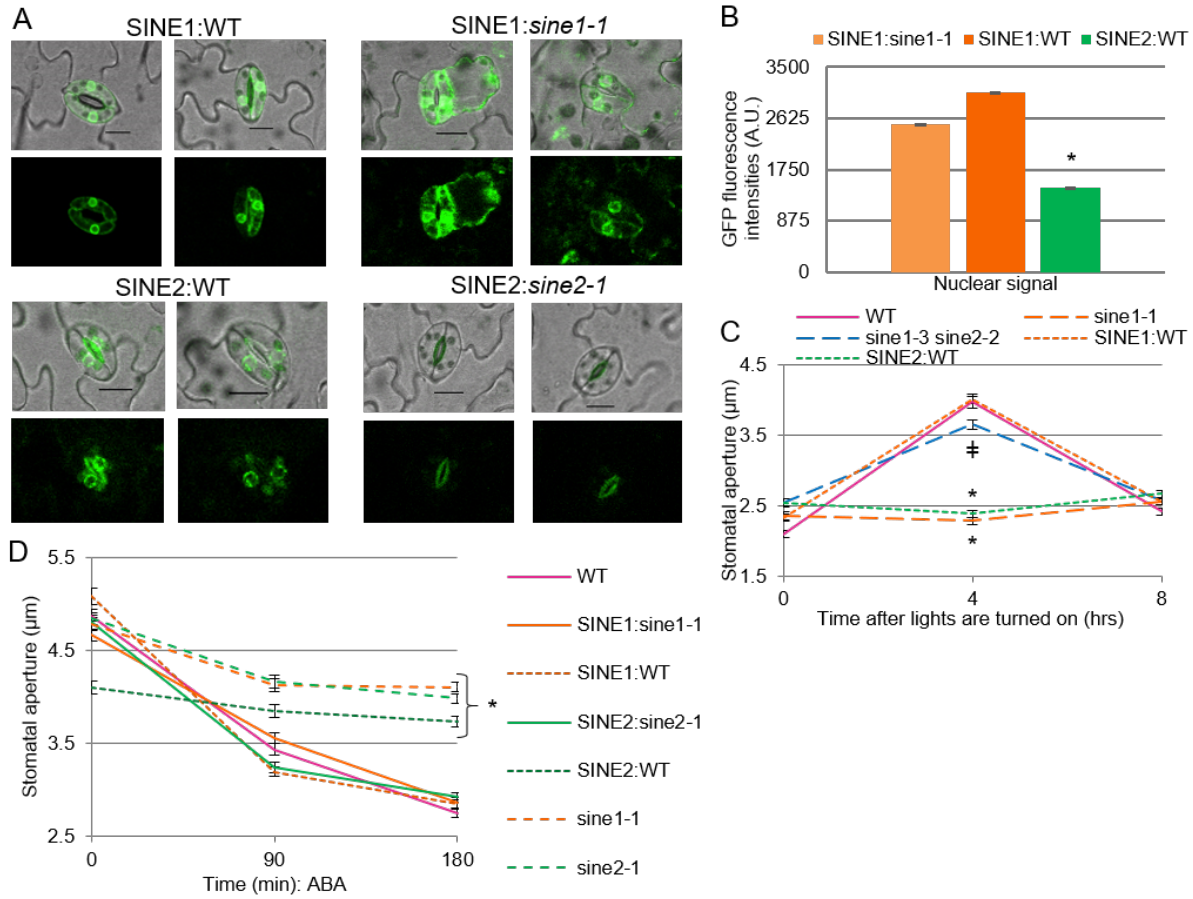 A
SINE1:WT
SINE1:sine1-1
SINE2:WT
SINE2:sine2-1
B
SINE1:sine1-1 SINE1:WT SINE2:WT
GFP fluorescence
intensities (A.U.)
3500
2625
1750
875
0
*
Nuclear signal
C
WT
sine1-1
sine1-3 sine2-2
SINE1:WT
SINE2:WT
Stomatal aperture (µm)
4.5
3.5
2.5
1.5
‡
*
*
0 4 8
Time after lights are turned on (hrs)
D
Stomatal aperture (µm)
5.5
4.5
3.5
2.5
*
0 90 180
Time (min): ABA
WT
SINE1:sine1-1
SINE1:WT
SINE2:sine2-1
SINE2:WT
sine1-1
sine2-1